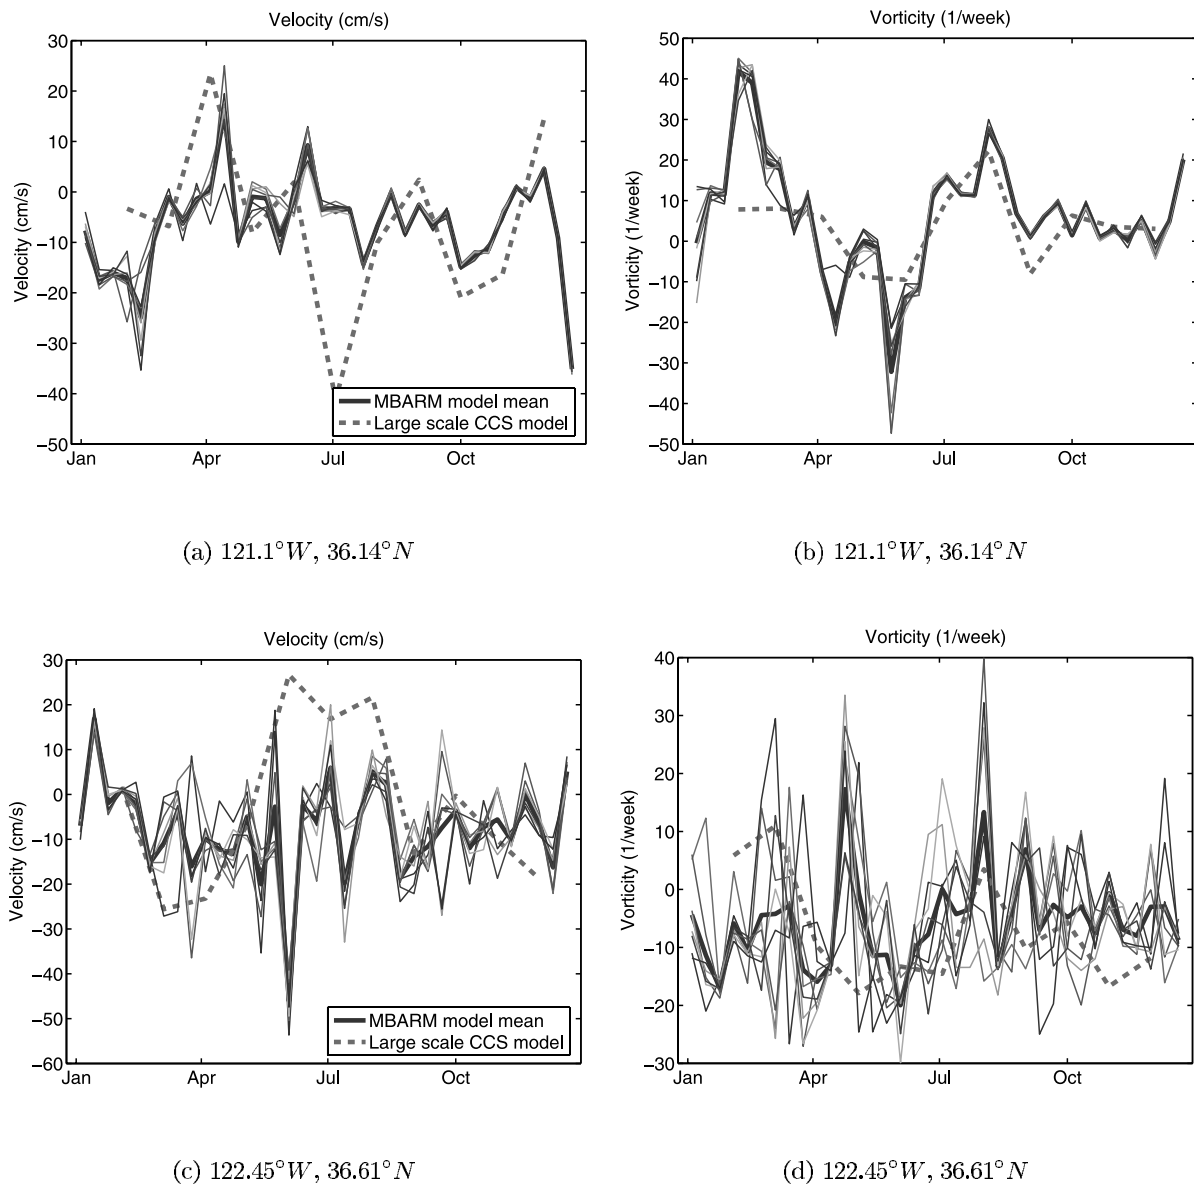 Velocity (cm/s)
30
20
10
0
−10
−20
−30
−40
−50
Velocity (cm/s)
MBARM model mean
Large scale CCS model
Jan Apr Jul Oct
(a) 121.1°W, 36.14°N
Vorticity (1/week)
50
40
30
20
10
0
−10
−20
−30
−40
−50
Vorticity (1/week)
Jan Apr Jul Oct
(b) 121.1°W, 36.14°N
Velocity (cm/s)
30
20
10
0
−10
−20
−30
−40
−50
−60
Velocity (cm/s)
MBARM model mean
Large scale CCS model
Jan Apr Jul Oct
(c) 122.45°W, 36.61°N
Vorticity (1/week)
40
30
20
10
0
−10
−20
−30
Vorticity (1/week)
Jan Apr Jul Oct
(d) 122.45°W, 36.61°N